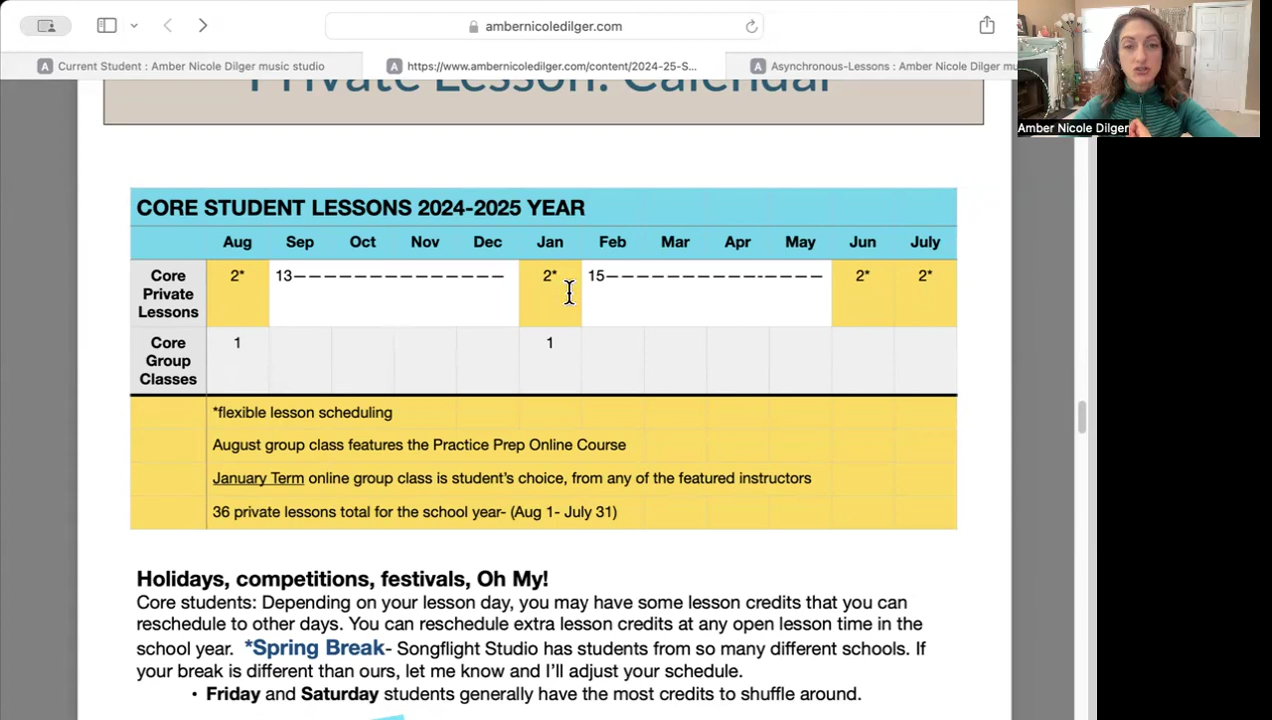 ambernicoledilger.com
Current Student : Amber Nicole Dilger music studio
https://www.ambernicoledilger.com/content/2024-25-S...
Asynchronous-Lessons : Amber Nicole Dilger mu
Amber Nicole Dilger
Private Lesson: Calendar
CORE STUDENT LESSONS 2024-2025 YEAR
Aug Sep Oct Nov Dec Jan Feb Mar Apr May Jun July
Core Private Lessons 2* 13– – – – – – – – – – – – – – 2* 15– – – – – – – – – – – – – – 2* 2*
Core Group Classes 1 1
*flexible lesson scheduling
August group class features the Practice Prep Online Course
January Term online group class is student's choice, from any of the featured instructors
36 private lessons total for the school year- (Aug 1- July 31)
Holidays, competitions, festivals, Oh My!
Core students: Depending on your lesson day, you may have some lesson credits that you can
reschedule to other days. You can reschedule extra lesson credits at any open lesson time in the
school year. *Spring Break- Songflight Studio has students from so many different schools. If
your break is different than ours, let me know and I'll adjust your schedule.
• Friday and Saturday students generally have the most credits to shuffle around.